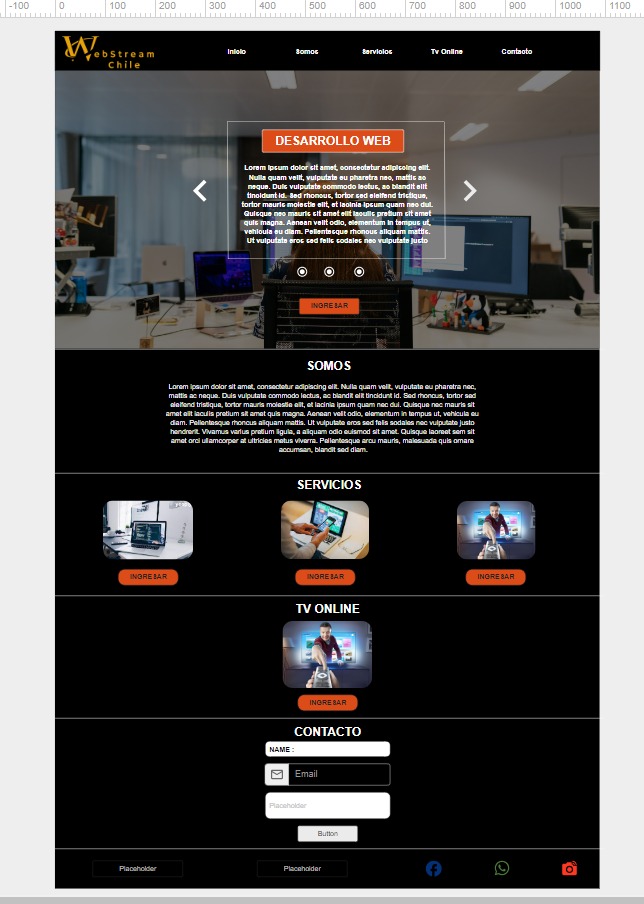 -100 0 100 200 300 400 500 600 700 800 900 1000 1100
WebStream
Chile
Inicio Somos Servicios Tv Online Contacto
DESARROLLO WEB
Lorem ipsum dolor sit amet, consectetur adipiscing elit.
Nulla quam velit, vulputate eu pharetra nec, mattis ac
neque. Duis vulputate commodo lectus, ac blandit elit
tincidunt id. Sed rhoncus, tortor sed eleifend tristique,
tortor mauris molestie elit, et lacinia ipsum quam nec dui.
Quisque nec mauris sit amet elit iaculis pretium sit amet
quis magna. Aenean velit odio, elementum in tempus ut,
vehicula eu diam. Pellentesque rhoncus aliquam mattis.
Ut vulputate eros sed felis sodales nec vulputate justo
INGRESAR
SOMOS
Lorem ipsum dolor sit amet, consectetur adipiscing elit. Nulla quam velit, vulputate eu pharetra nec,
mattis ac neque. Duis vulputate commodo lectus, ac blandit elit tincidunt id. Sed rhoncus, tortor sed
eleifend tristique, tortor mauris molestie elit, et lacinia ipsum quam nec dui. Quisque nec mauris sit
amet elit iaculis pretium sit amet quis magna. Aenean velit odio, elementum in tempus ut, vehicula eu
diam. Pellentesque rhoncus aliquam mattis. Ut vulputate eros sed felis sodales nec vulputate justo
hendrerit. Vivamus varius pretium ligula, a aliquam odio euismod sit amet. Quisque laoreet sem sit
amet orci ullamcorper at ultricies metus viverra. Pellentesque arcu mauris, malesuada quis ornare
accumsan, blandit sed diam.
SERVICIOS
INGRESAR INGRESAR INGRESAR
TV ONLINE
INGRESAR
CONTACTO
NAME :
Email
Placeholder
Button
Placeholder Placeholder